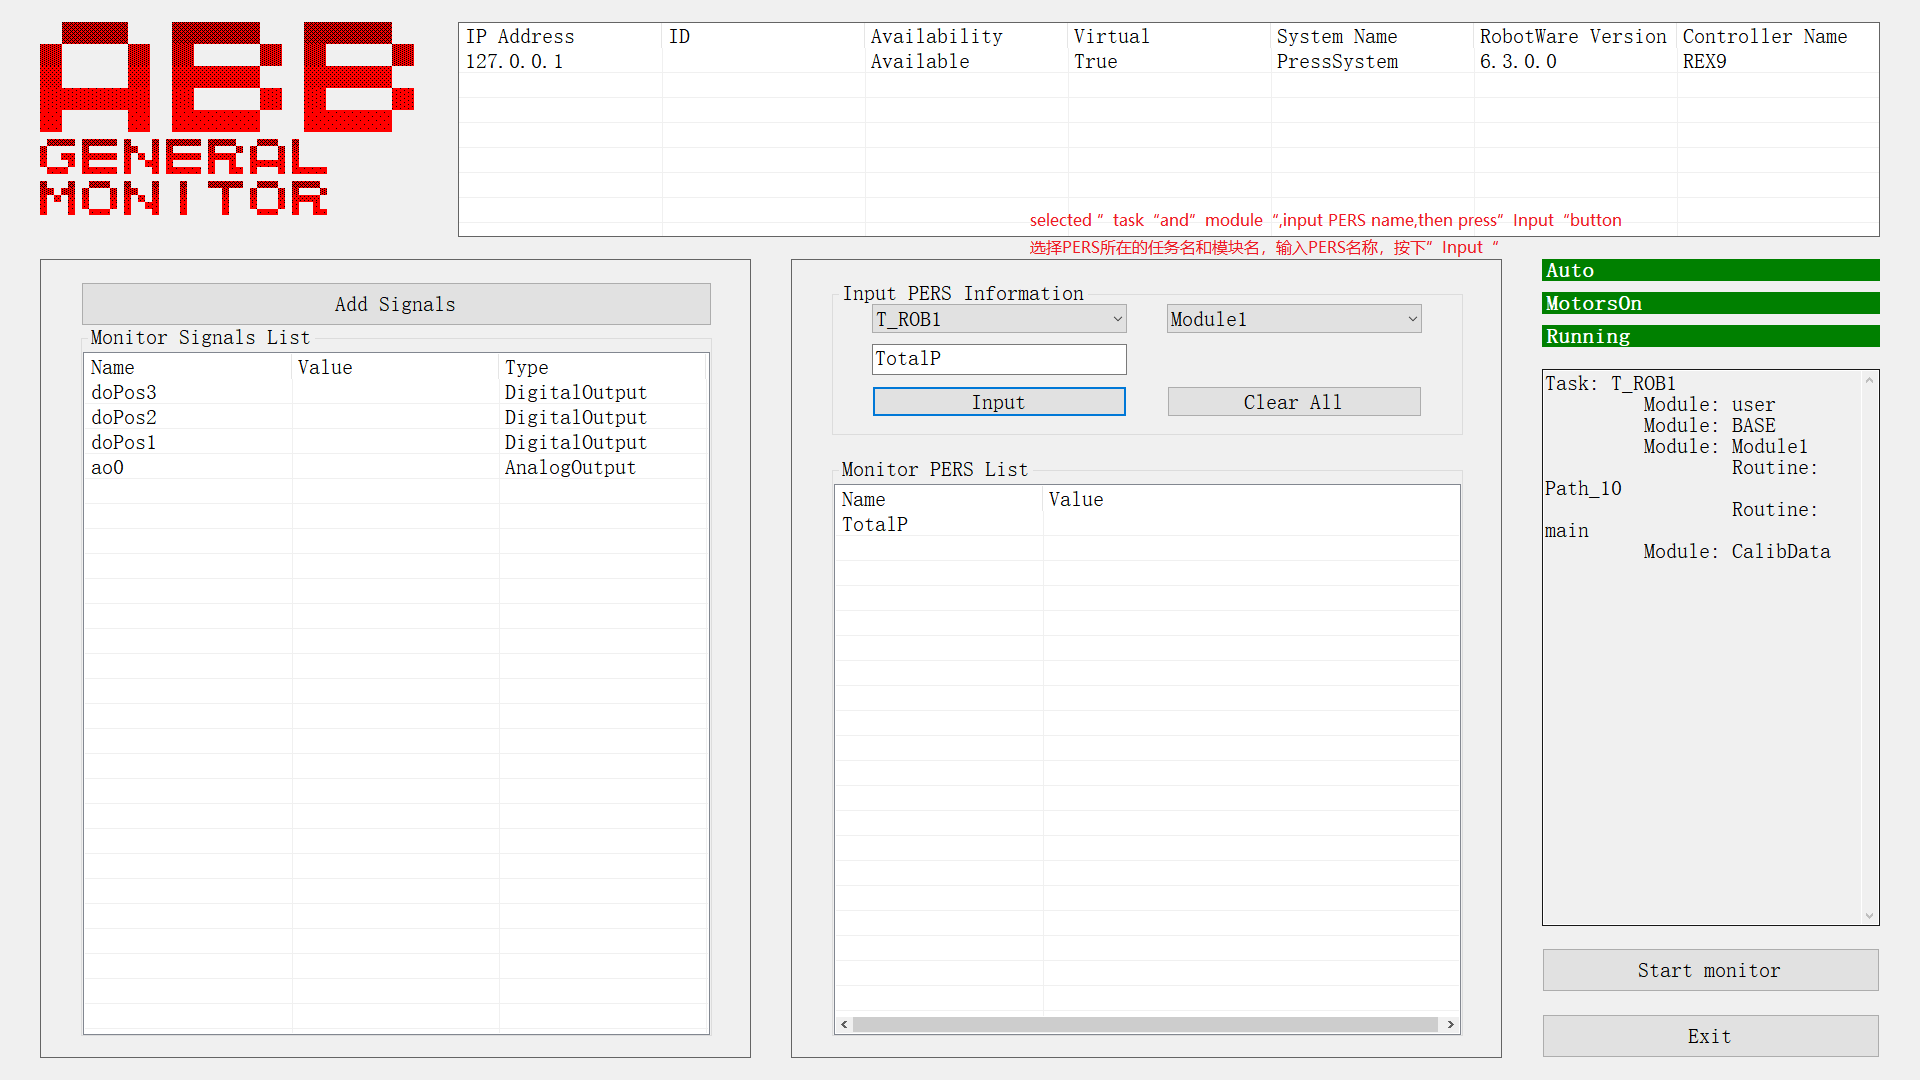 ABB
GENERAL
MONITOR
IP Address ID Availability Virtual System Name RobotWare Version Controller Name
127.0.0.1 Available True PressSystem 6.3.0.0 REX9
selected “ task “and” module “,input PERS name,then press” Input “button
选择PERS所在的任务名和模块名，输入PERS名称，按下“ Input “
Add Signals
Monitor Signals List
Name Value Type
doPos3 DigitalOutput
doPos2 DigitalOutput
doPos1 DigitalOutput
ao0 AnalogOutput
Input PERS Information
T_ROB1 Module1
TotalP
Input Clear All
Monitor PERS List
Name Value
TotalP
Auto
MotorsOn
Running
Task: T_ROB1
Module: user
Module: BASE
Module: Module1
Routine:
Path_10
Routine:
main
Module: CalibData
Start monitor
Exit